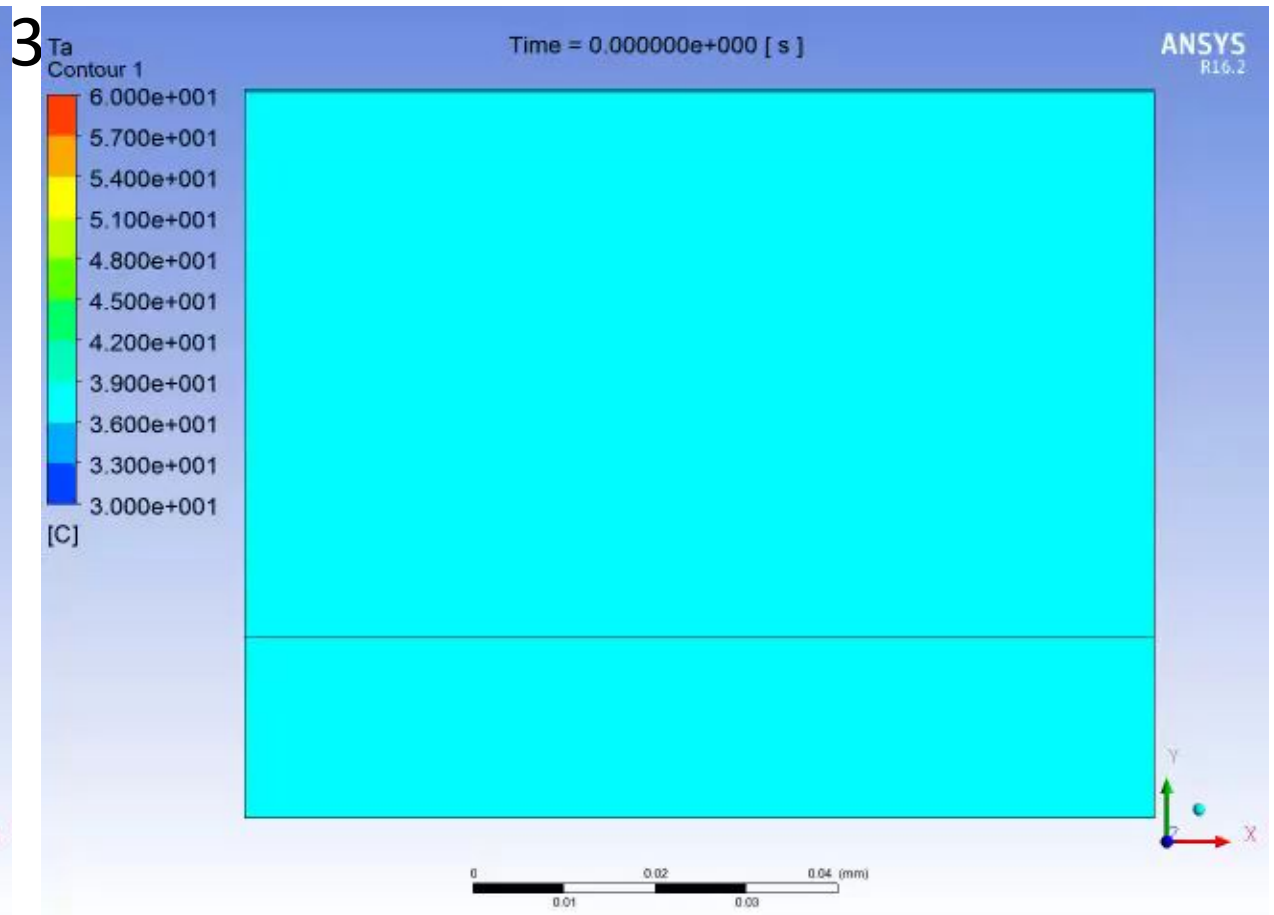 3
Ta
Contour 1
Time = 0.000000e+000 [ s ]
ANSYS
R16.2
6.000e+001
5.700e+001
5.400e+001
5.100e+001
4.800e+001
4.500e+001
4.200e+001
3.900e+001
3.600e+001
3.300e+001
3.000e+001
[C]
Y
Z
X
0 0.02 0.04 (mm)
0.01 0.03